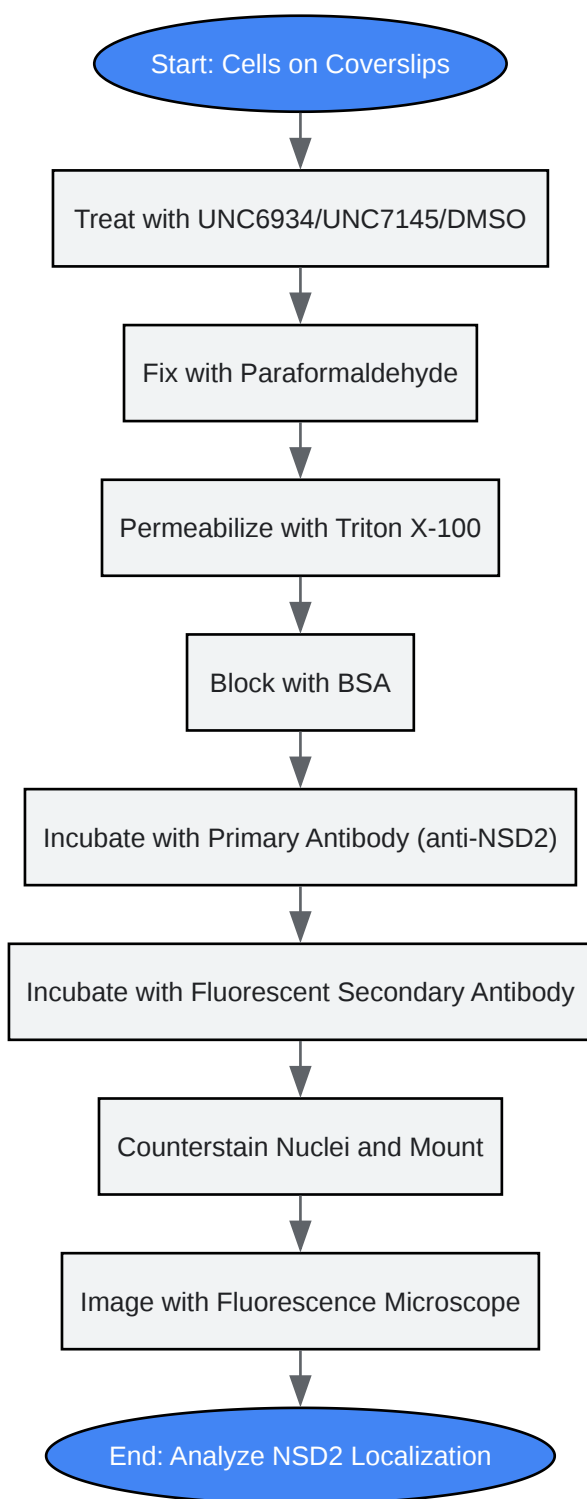 Start: Cells on Coverslips
Treat with UNC6934/UNC7145/DMSO
Fix with Paraformaldehyde
Permeabilize with Triton X-100
Block with BSA
Incubate with Primary Antibody (anti-NSD2)
Incubate with Fluorescent Secondary Antibody
Counterstain Nuclei and Mount
Image with Fluorescence Microscope
End: Analyze NSD2 Localization